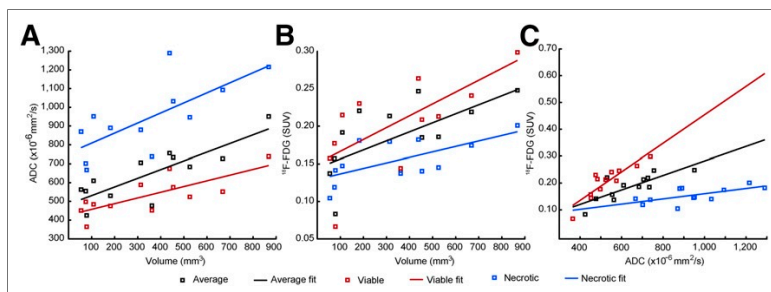 A
B
C
1,300
1,200
1,100
1,000
900
800
700
600
500
400
300
ADC (x10⁻⁶ mm²/s)
0 100 200 300 400 500 600 700 800 900
Volume (mm³)
0.30
0.25
0.20
0.15
0.10
0.05
¹⁸F-FDG (SUV)
0 100 200 300 400 500 600 700 800 900
Volume (mm³)
0.70
0.60
0.50
0.40
0.30
0.20
0.10
¹⁸F-FDG (SUV)
400 600 800 1,000 1,200
ADC (x10⁻⁶ mm²/s)
Average Average fit Viable Viable fit Necrotic Necrotic fit